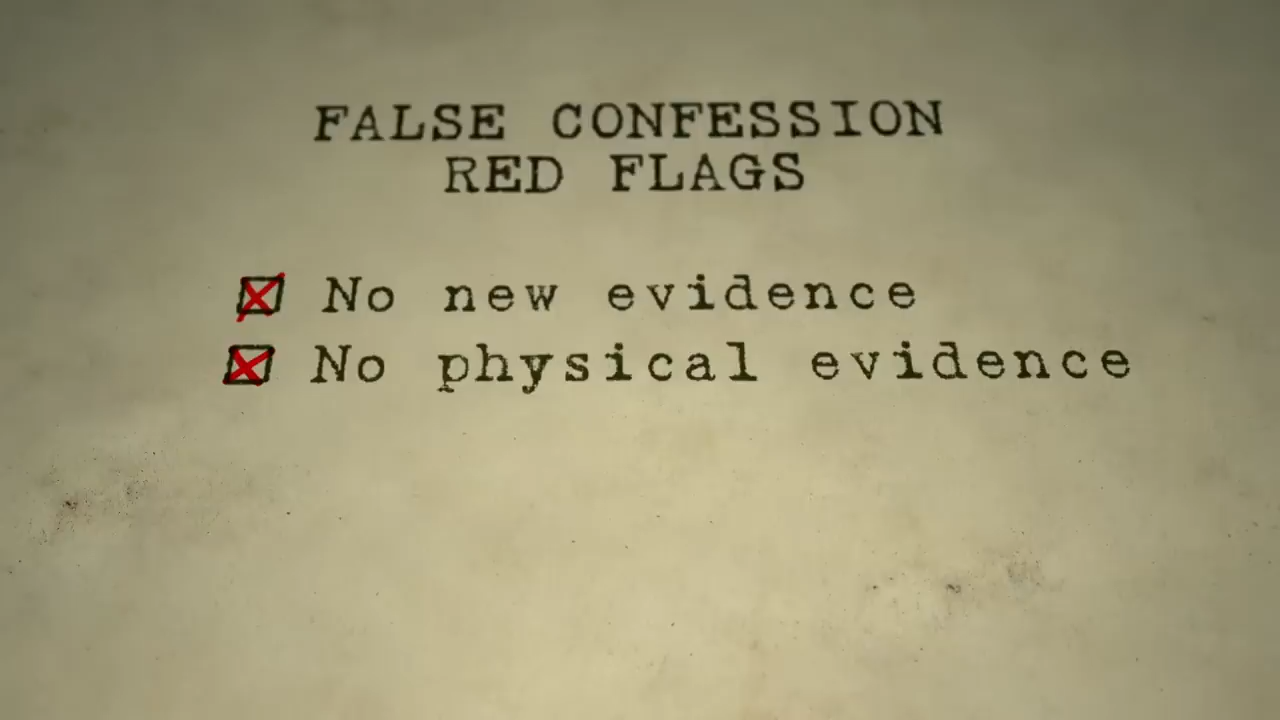 FALSE CONFESSION
RED FLAGS
No new evidence
No physical evidence